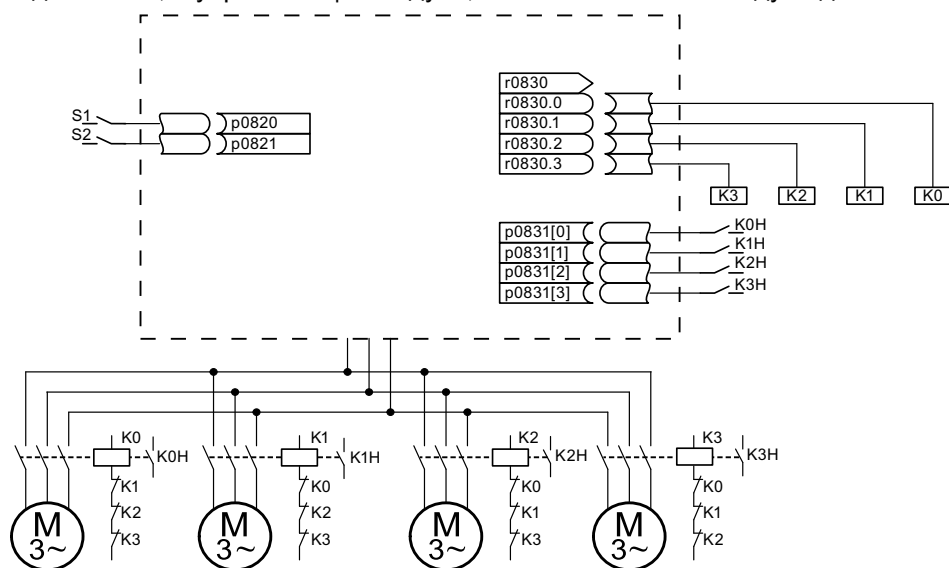 r0830
r0830.0
r0830.1
r0830.2
r0830.3
S1
S2
p0820
p0821
K3 K2 K1 K0
p0831[0]
p0831[1]
p0831[2]
p0831[3]
K0H
K1H
K2H
K3H
K0
K0H
K1
K2
K3
M
3~
K1
K1H
K0
K2
K3
M
3~
K2
K2H
K0
K1
K3
M
3~
K3
K3H
K0
K1
K2
M
3~